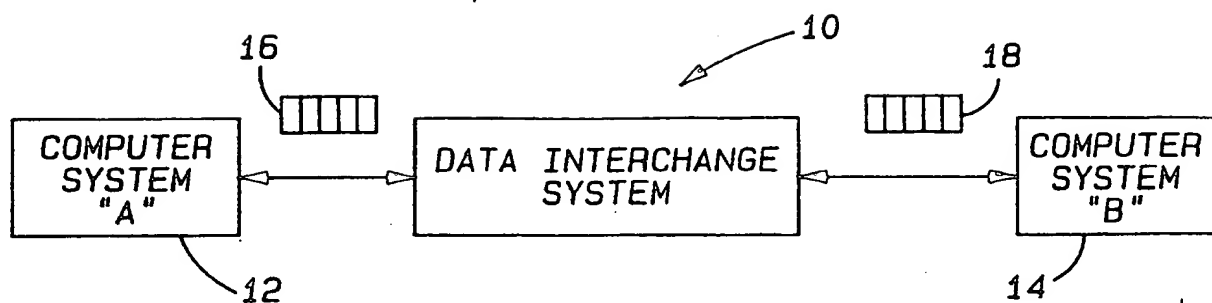 10
16
18
COMPUTER
SYSTEM
"A"
DATA INTERCHANGE
SYSTEM
COMPUTER
SYSTEM
"B"
12
14